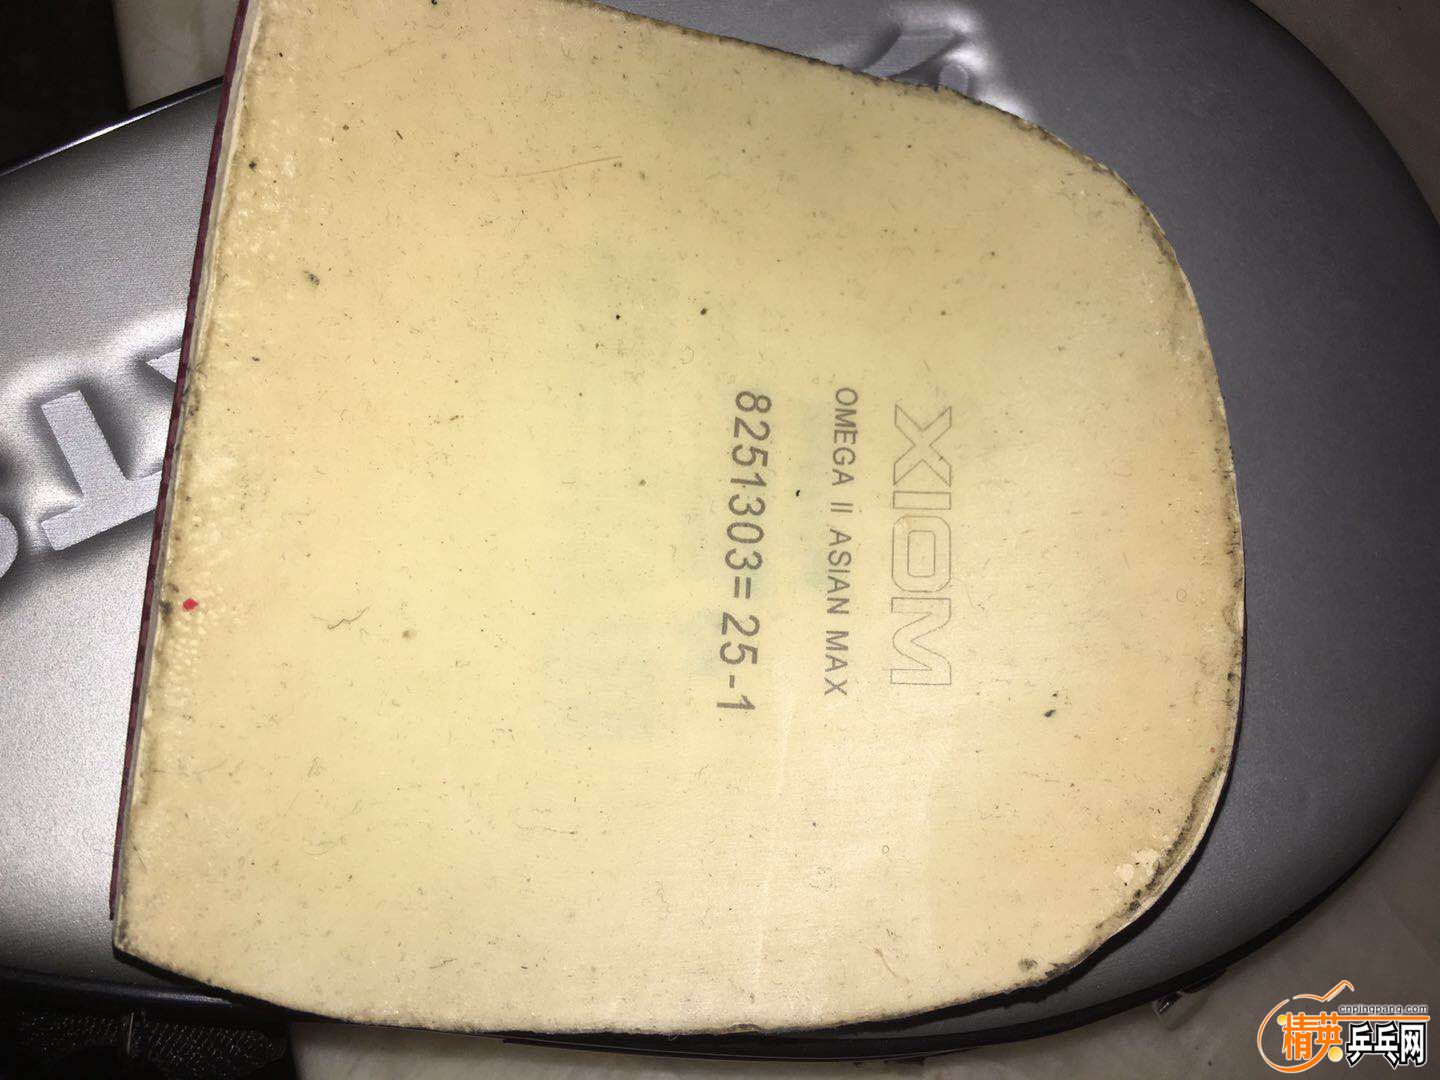 XIOM
OMEGA II ASIAN MAX
8251303=25-1
cnpingpang.com
精英乒乓网